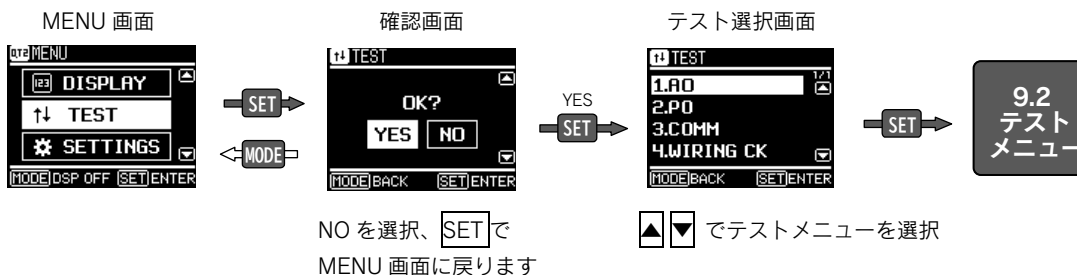 MENU 画面
確認画面
テスト選択画面
MENU
DISPLAY
↑↓ TEST
SETTINGS
MODE DSP OFF SET ENTER
SET
MODE
↑↓ TEST
OK?
YES NO
MODE BACK SET ENTER
YES
SET
↑↓ TEST
1/1
1.AO
2.PO
3.COMM
4.WIRING CK
MODE BACK SET ENTER
SET
9.2
テスト
メニュー
NO を選択、SET で
MENU 画面に戻ります
▲ ▼ でテストメニューを選択